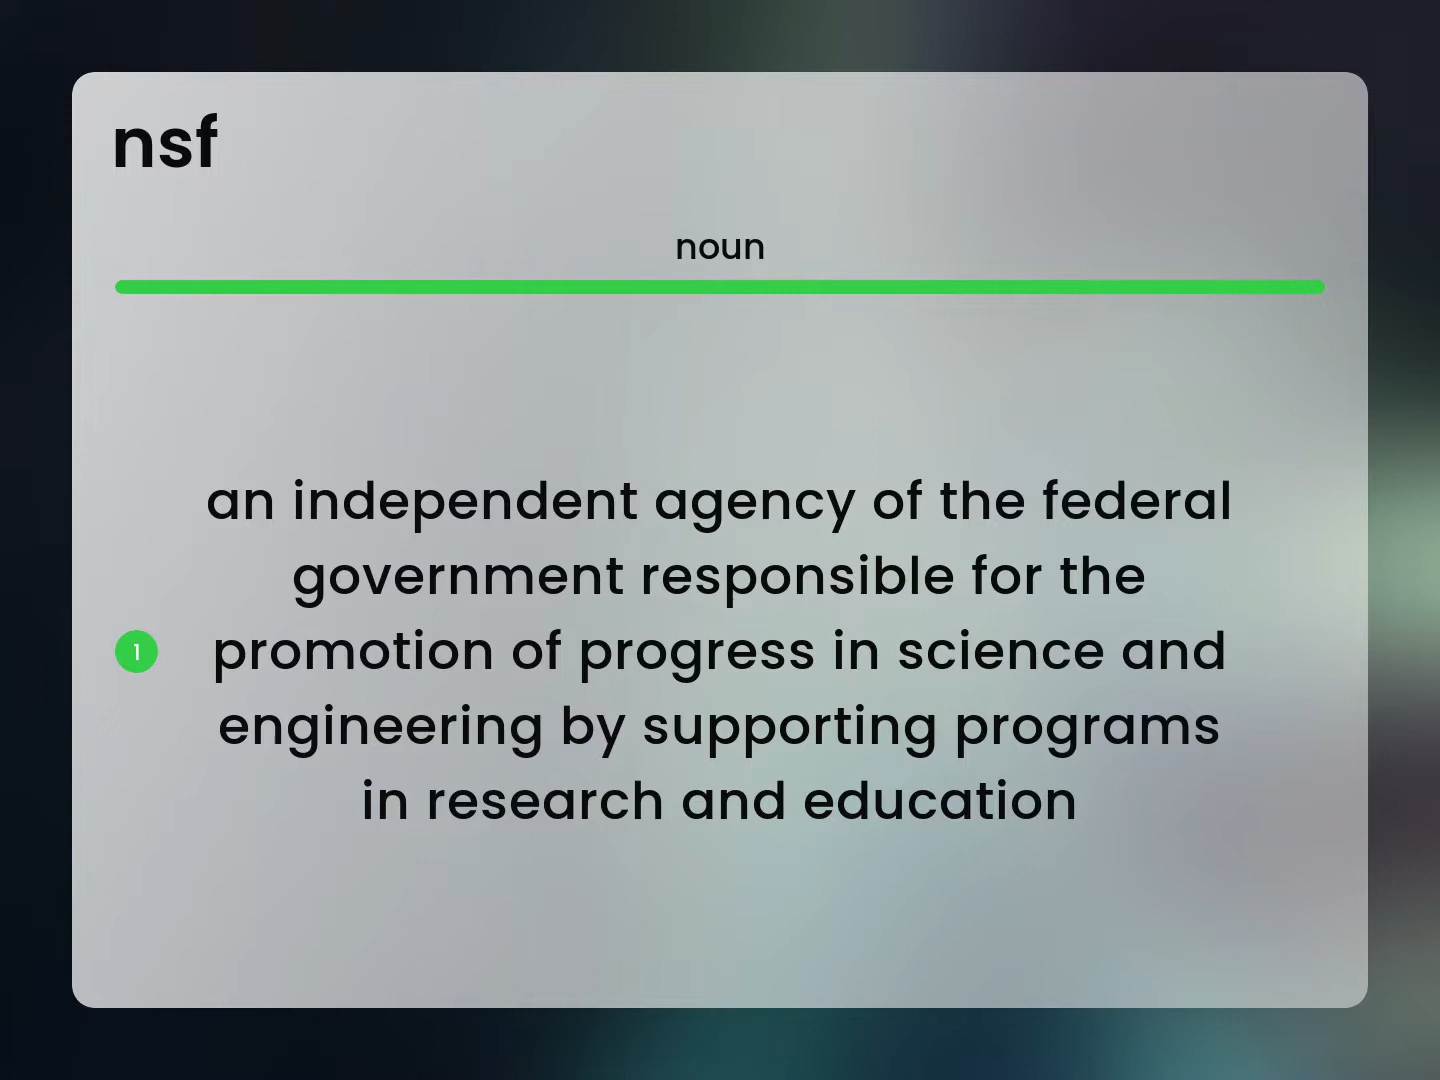 nsf
noun
an independent agency of the federal
government responsible for the
1
promotion of progress in science and
engineering by supporting programs
in research and education